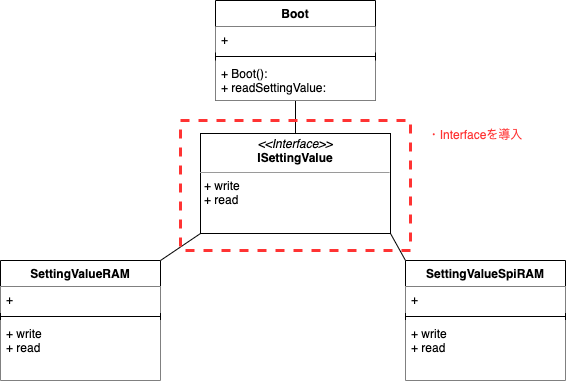 Boot
+
+ Boot():
+ readSettingValue:
<<Interface>>
ISettingValue
+ write
+ read
・Interfaceを導入
SettingValueRAM
+
+ write
+ read
SettingValueSpiRAM
+
+ write
+ read